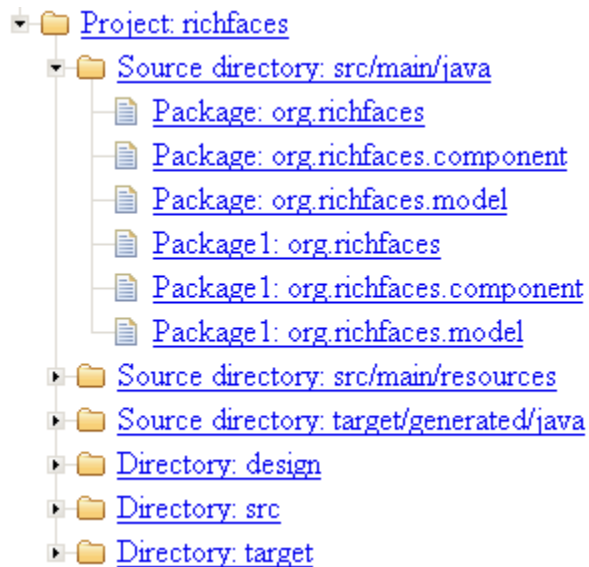 Project: richfaces
Source directory: src/main/java
Package: org.richfaces
Package: org.richfaces.component
Package: org.richfaces.model
Package1: org.richfaces
Package1: org.richfaces.component
Package1: org.richfaces.model
Source directory: src/main/resources
Source directory: target/generated/java
Directory: design
Directory: src
Directory: target